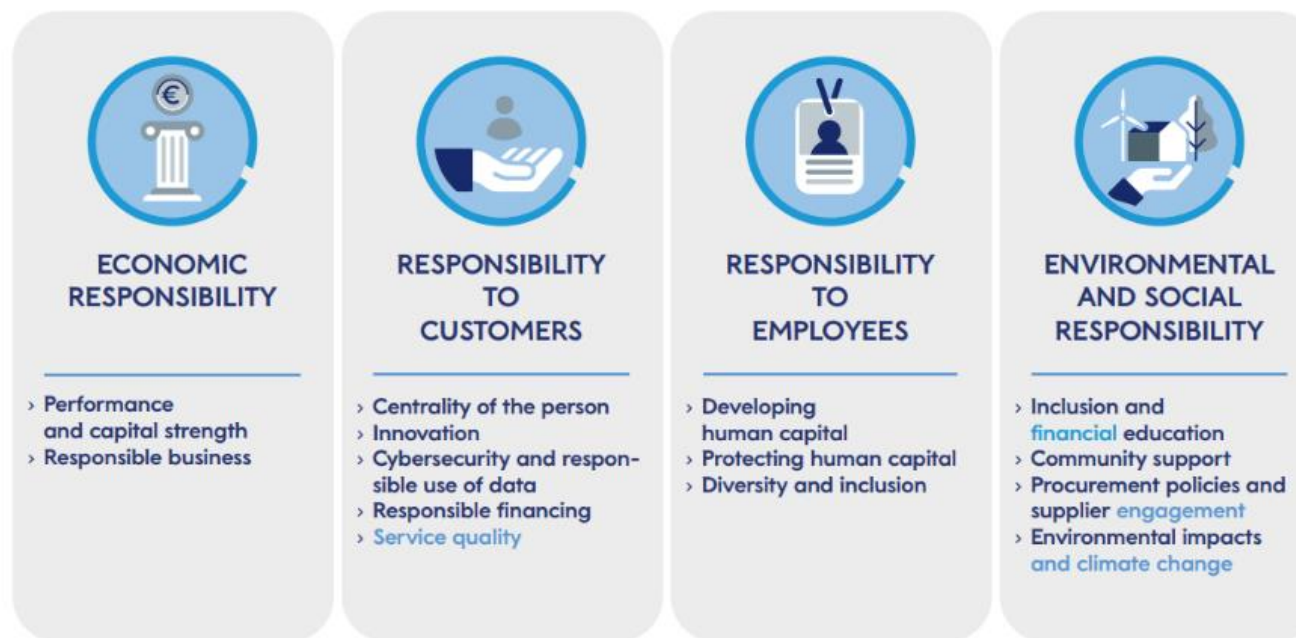 €
ECONOMIC
RESPONSIBILITY
› Performance
and capital strength
› Responsible business
RESPONSIBILITY
TO
CUSTOMERS
› Centrality of the person
› Innovation
› Cybersecurity and respon-
sible use of data
› Responsible financing
› Service quality
RESPONSIBILITY
TO
EMPLOYEES
› Developing
human capital
› Protecting human capital
› Diversity and inclusion
ENVIRONMENTAL
AND SOCIAL
RESPONSIBILITY
› Inclusion and
financial education
› Community support
› Procurement policies and
supplier engagement
› Environmental impacts
and climate change